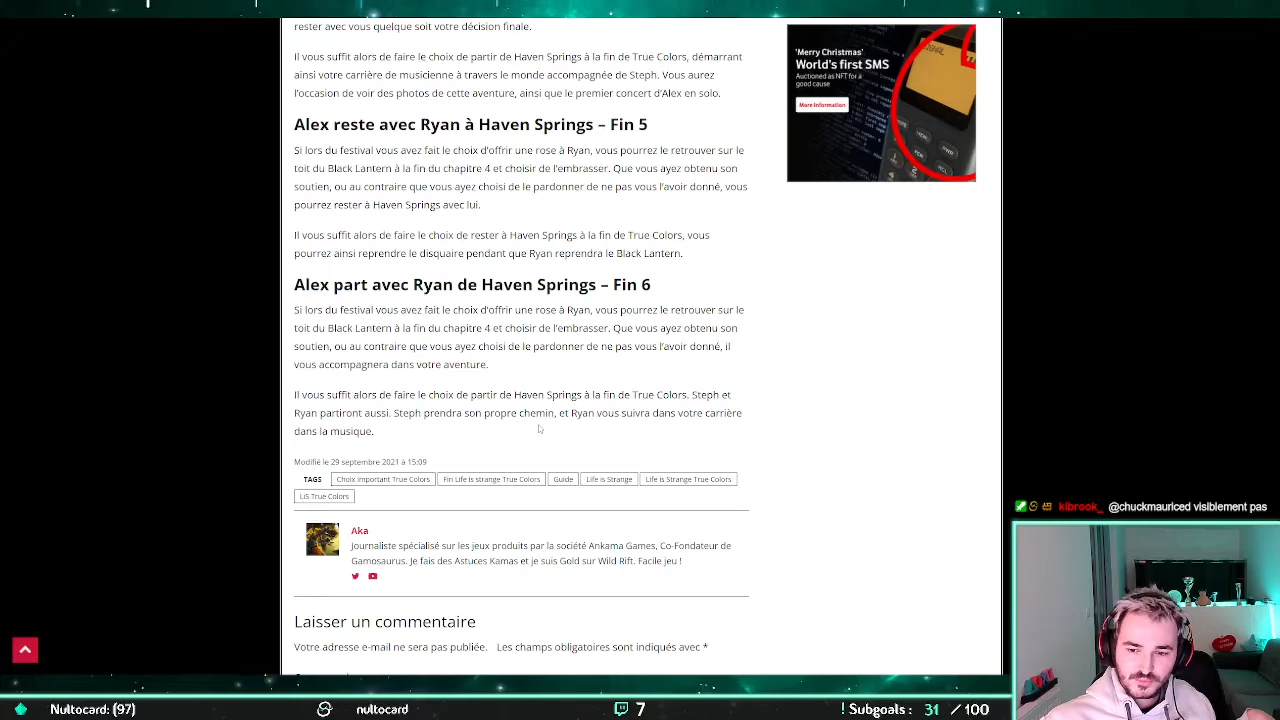 rester avec vous quelque soit votre décision finale.
Il vous suffit alors de faire le choix de partir de Haven Springs à la fin de True Colors, démarrant
ainsi votre carrière de musicienne à travers le monde accompagnée de Steph. Vous aurez
l'occasion de voir des photos de cette aventure, ainsi que le premier concert d'Alex en solo.
Alex reste avec Ryan à Haven Springs – Fin 5
Si lors du festival vous avez fait le choix d'offrir une rose à Ryan, vous pourrez le retrouver sur le
toit du Black Lantern à la fin du chapitre 4 et choisir de l'embrasser. Que vous ayez obtenu son
soutien, ou au contraire que vous ayez choisi de le pardonner de ne pas vous l'avoir donné, vous
pourrez rester à Haven Springs avec lui.
Il vous suffit alors de faire le choix de rester à Haven Springs à la fin de True Colors, vous
pourrez ainsi reprendre le disquaire pendant que Ryan reprendra le Black Lantern.
Alex part avec Ryan de Haven Springs – Fin 6
Si lors du festival vous avez fait le choix d'offrir une rose à Ryan, vous pourrez le retrouver sur le
toit du Black Lantern à la fin du chapitre 4 et choisir de l'embrasser. Que vous ayez obtenu son
soutien, ou au contraire que vous ayez choisi de le pardonner de ne pas vous l'avoir donné, il
vous accompagnera dans votre aventure.
Il vous suffit alors de faire le choix de partir de Haven Springs à la fin de True Colors. Steph et
Ryan partiront aussi. Steph prendra son propre chemin, et Ryan vous suivra dans votre carrière
dans la musique.
Modifié le 29 septembre 2021 à 15:09
TAGS Choix important True Colors Fin Life is strange True Colors Guide Life is Strange Life is Strange True Colors
LiS True Colors
Aka
Journaliste spécialisé sur les jeux produits par la société Ankama Games, Co-Fondateur de
Gamosaurus. Je fais des Astuces Kamas et je suis Gold sur Wild Rift. Facile jeu !
Laisser un commentaire
Votre adresse e-mail ne sera pas publiée. Les champs obligatoires sont indiqués avec *
'Merry Christmas'
World's first SMS
Auctioned as NFT for a
good cause
More information
kibrook_ @chuckmauriced visiblement pas
Nultocard: (97) nultocard 7 ! Subgoals : 31 / 100